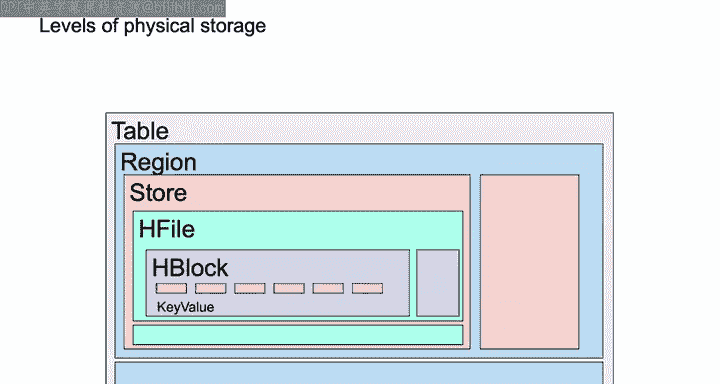 Levels of physical storage
Table
Region
Store
HFile
HBlock
KeyValue